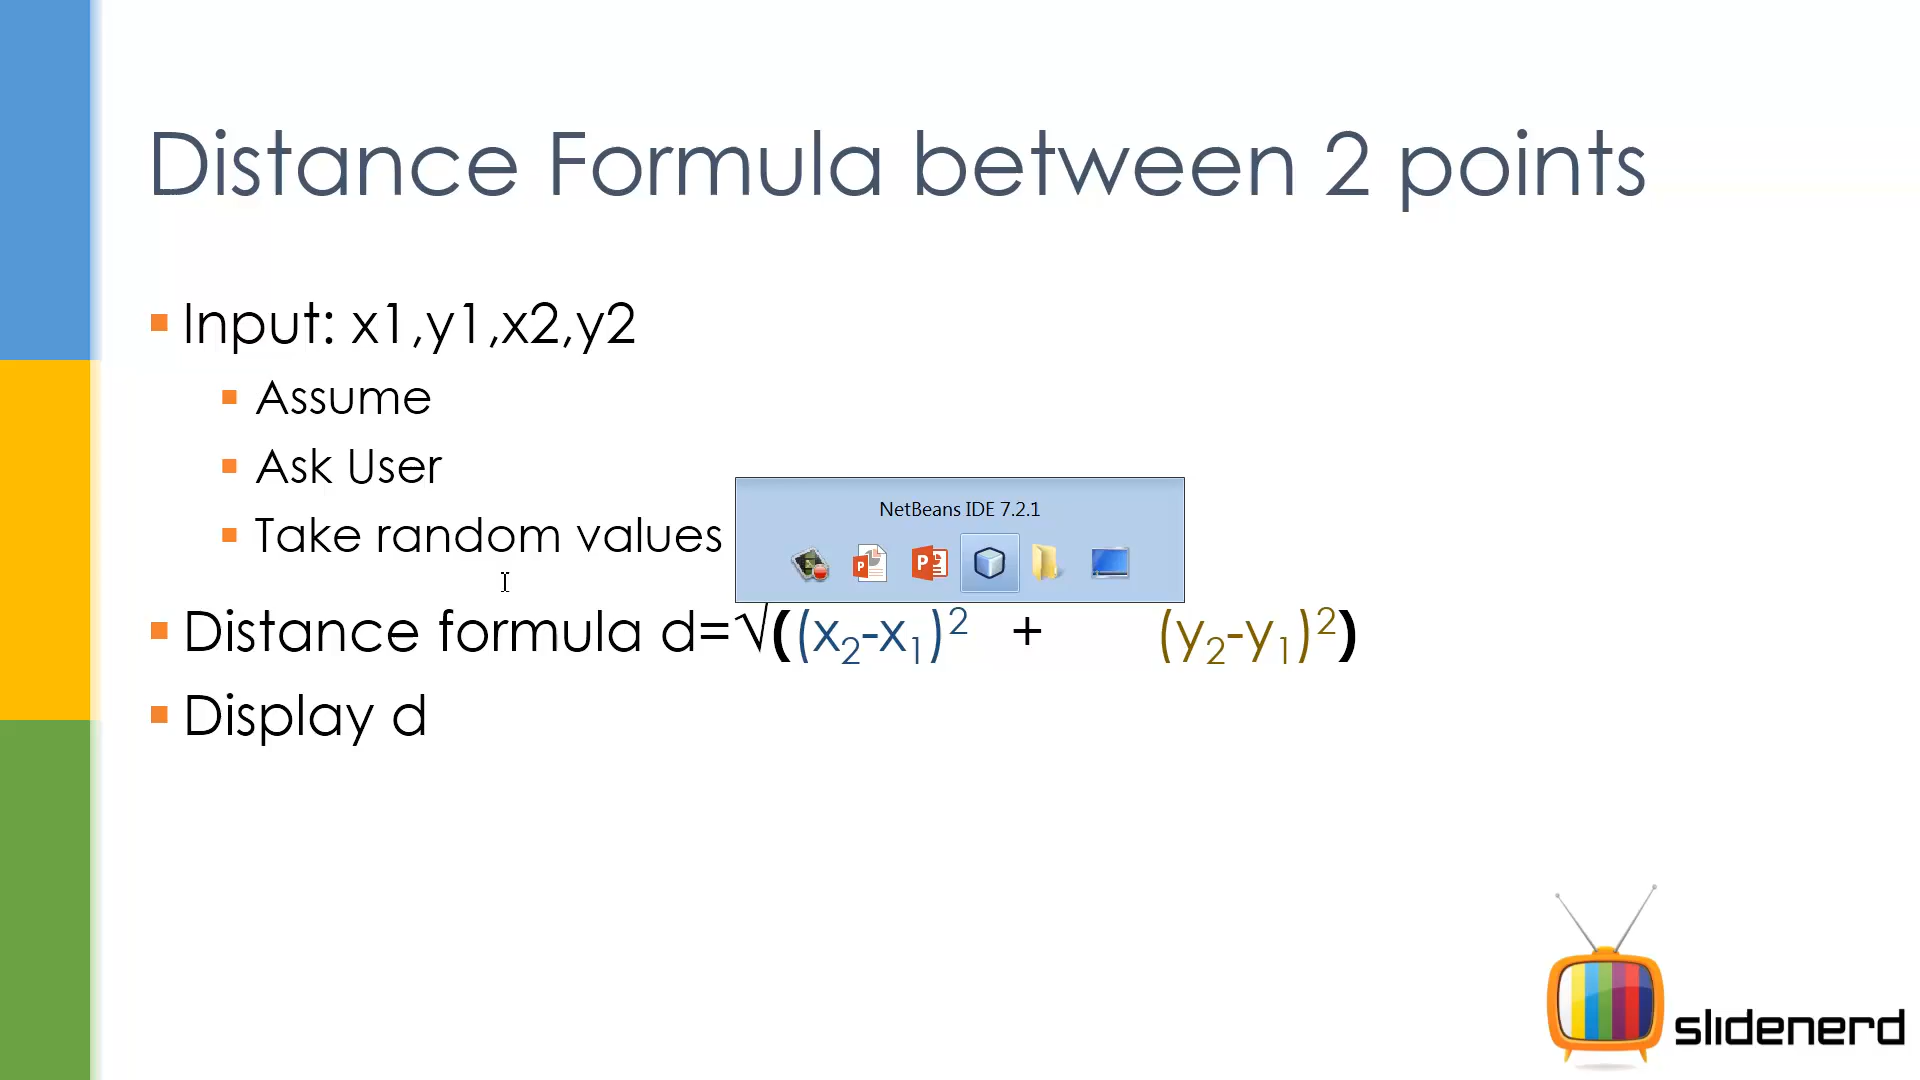 Distance Formula between 2 points
Input: x1,y1,x2,y2
Assume
Ask User
Take random values
NetBeans IDE 7.2.1
Distance formula d=√((x₂-x₁)² + (y₂-y₁)²)
Display d
slidenerd